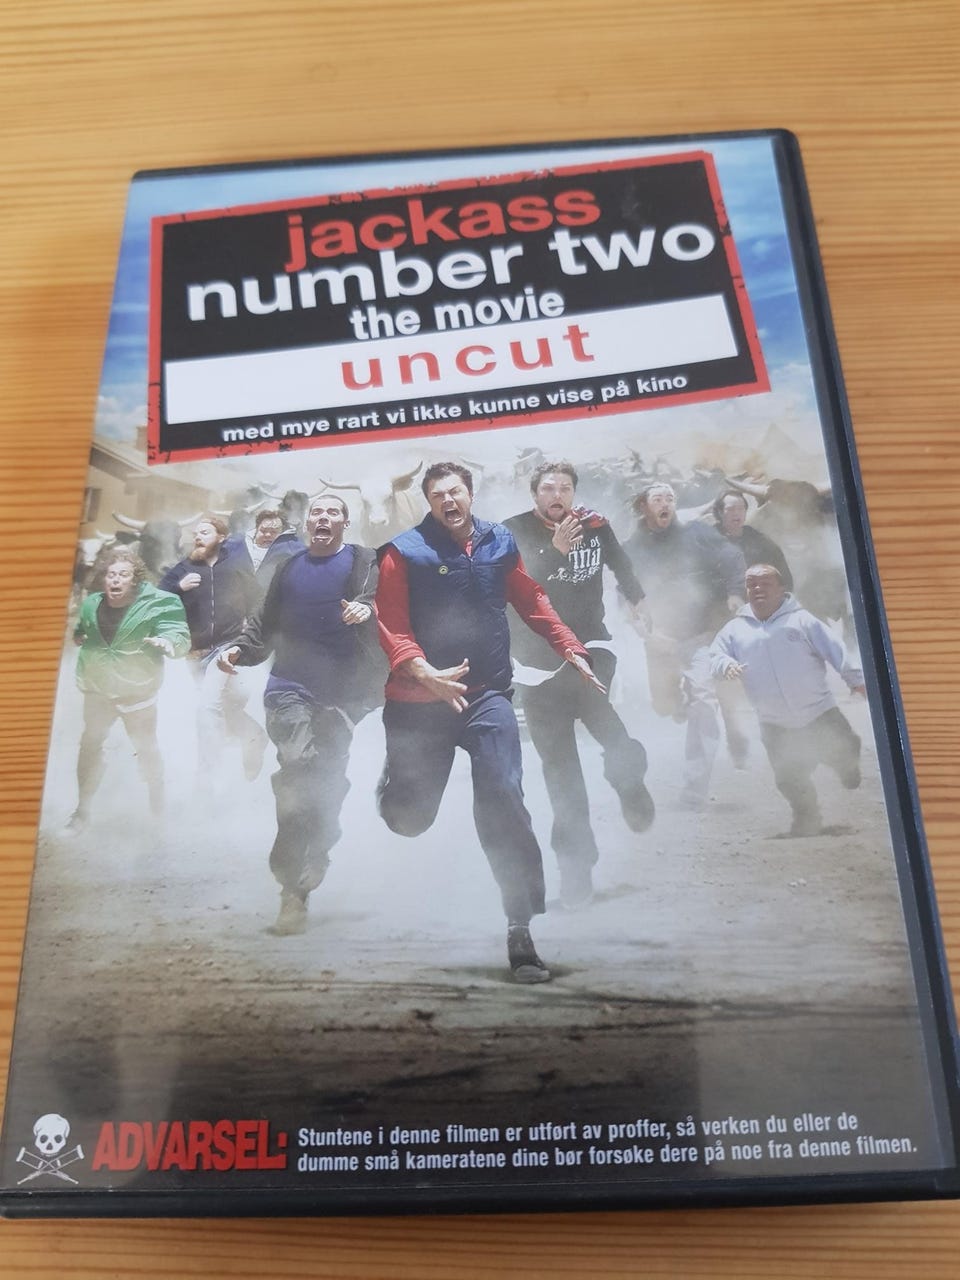 jackass
number two
the movie
uncut
med mye rart vi ikke kunne vise på kino
ADVARSEL:
Stuntene i denne filmen er utført av proffer, så verken du eller de
dumme små kameratene dine bør forsøke dere på noe fra denne filmen.